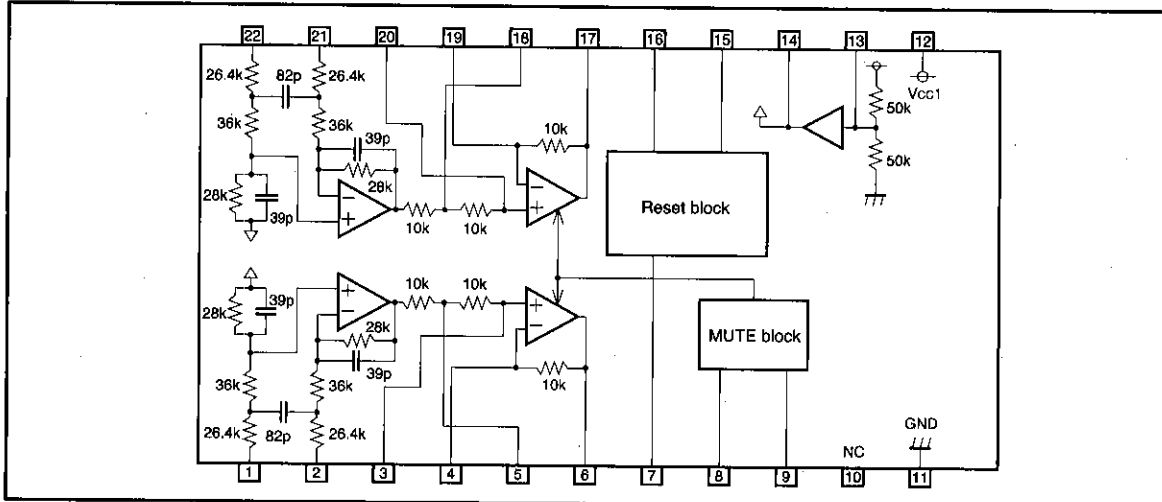 22 21 20 19 18 17 16 15 14 13 12
26.4k 82p 26.4k
Vcc1
50k
36k 36k 39p 10k
50k
28k
28k 39p
Reset block
10k 10k
10k 10k
39p
28k
28k
MUTE block
39p
36k 36k 10k
GND
26.4k 82p 26.4k
NC
1 2 3 4 5 6 7 8 9 10 11